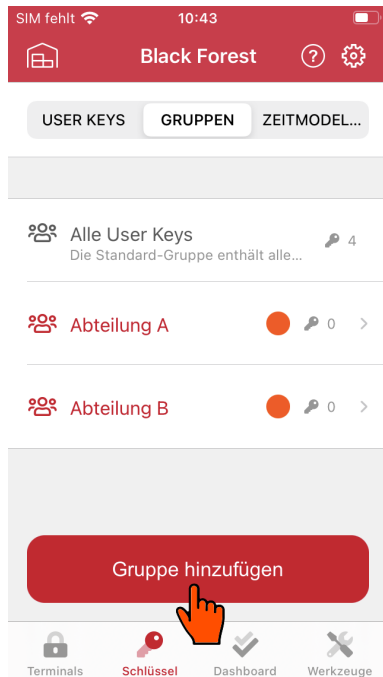 SIM fehlt 10:43
Black Forest ?
USER KEYS GRUPPEN ZEITMODEL...
Alle User Keys 4
Die Standard-Gruppe enthält alle...
Abteilung A 0
Abteilung B 0
Gruppe hinzufügen
Terminals Schlüssel Dashboard Werkzeuge